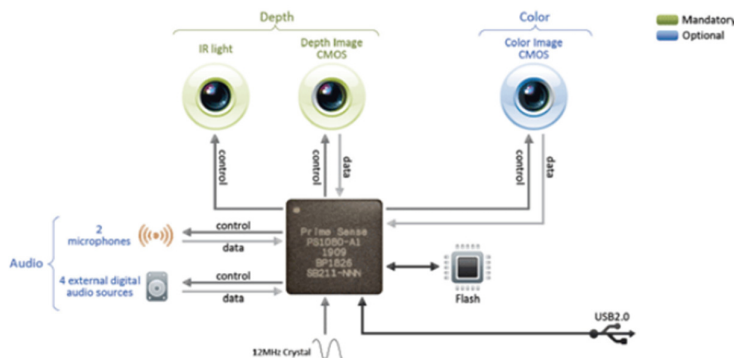 Depth
Color
Mandatory
Optional
IR light
Depth Image
CMOS
Color Image
CMOS
control
control
data
control
data
Audio
2
microphones
control
data
4 external digital
audio sources
control
data
Prime Sense
PS1080-A1
1909
BP1826
SB211-NNN
Flash
USB2.0
12MHz Crystal